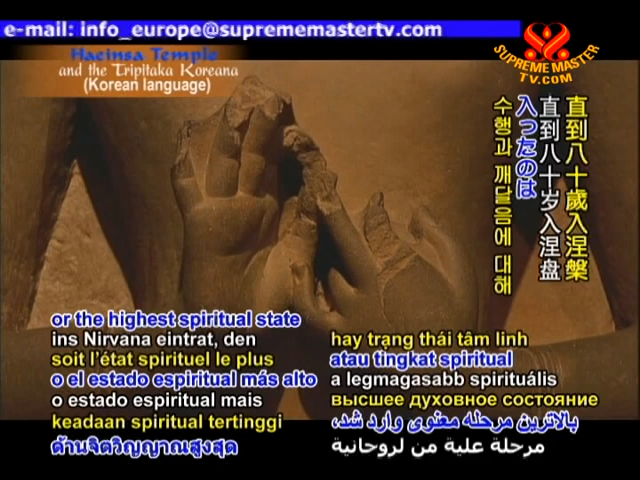 e-mail: info_europe@suprememastertv.com
SUPREME MASTER
TV.COM
Haeinsa Temple
and the Tripitaka Koreana
(Korean language)
直到八十歲入涅槃
直到八十岁入涅盘
入ったのは
수행과 깨달음에 대해
or the highest spiritual state
ins Nirvana eintrat, den
soit l'état spirituel le plus
o el estado espiritual más alto
o estado espiritual mais
keadaan spiritual tertinggi
ด้านจิตวิญญาณสูงสุด
hay trạng thái tâm linh
atau tingkat spiritual
a legmagasabb spirituális
высшее духовное состояние
بالاترین مرحله معنوی وارد شد،
مرحلة علية من لروحانية